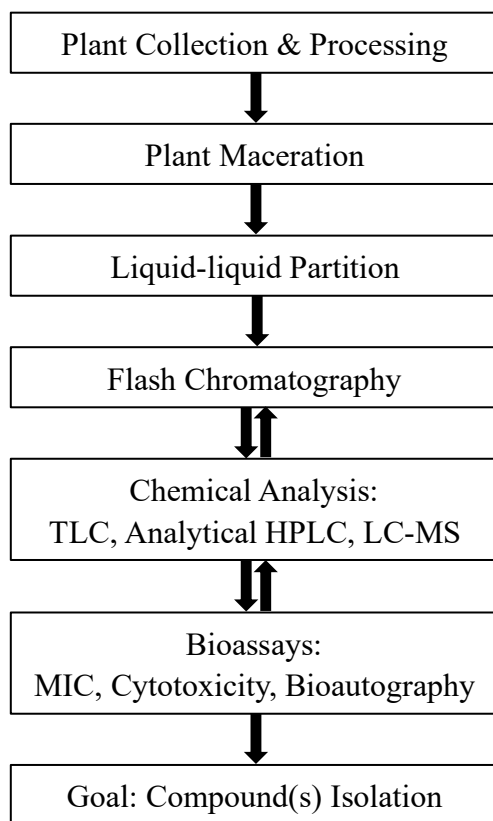 Plant Collection & Processing
Plant Maceration
Liquid-liquid Partition
Flash Chromatography
Chemical Analysis:
TLC, Analytical HPLC, LC-MS
Bioassays:
MIC, Cytotoxicity, Bioautography
Goal: Compound(s) Isolation